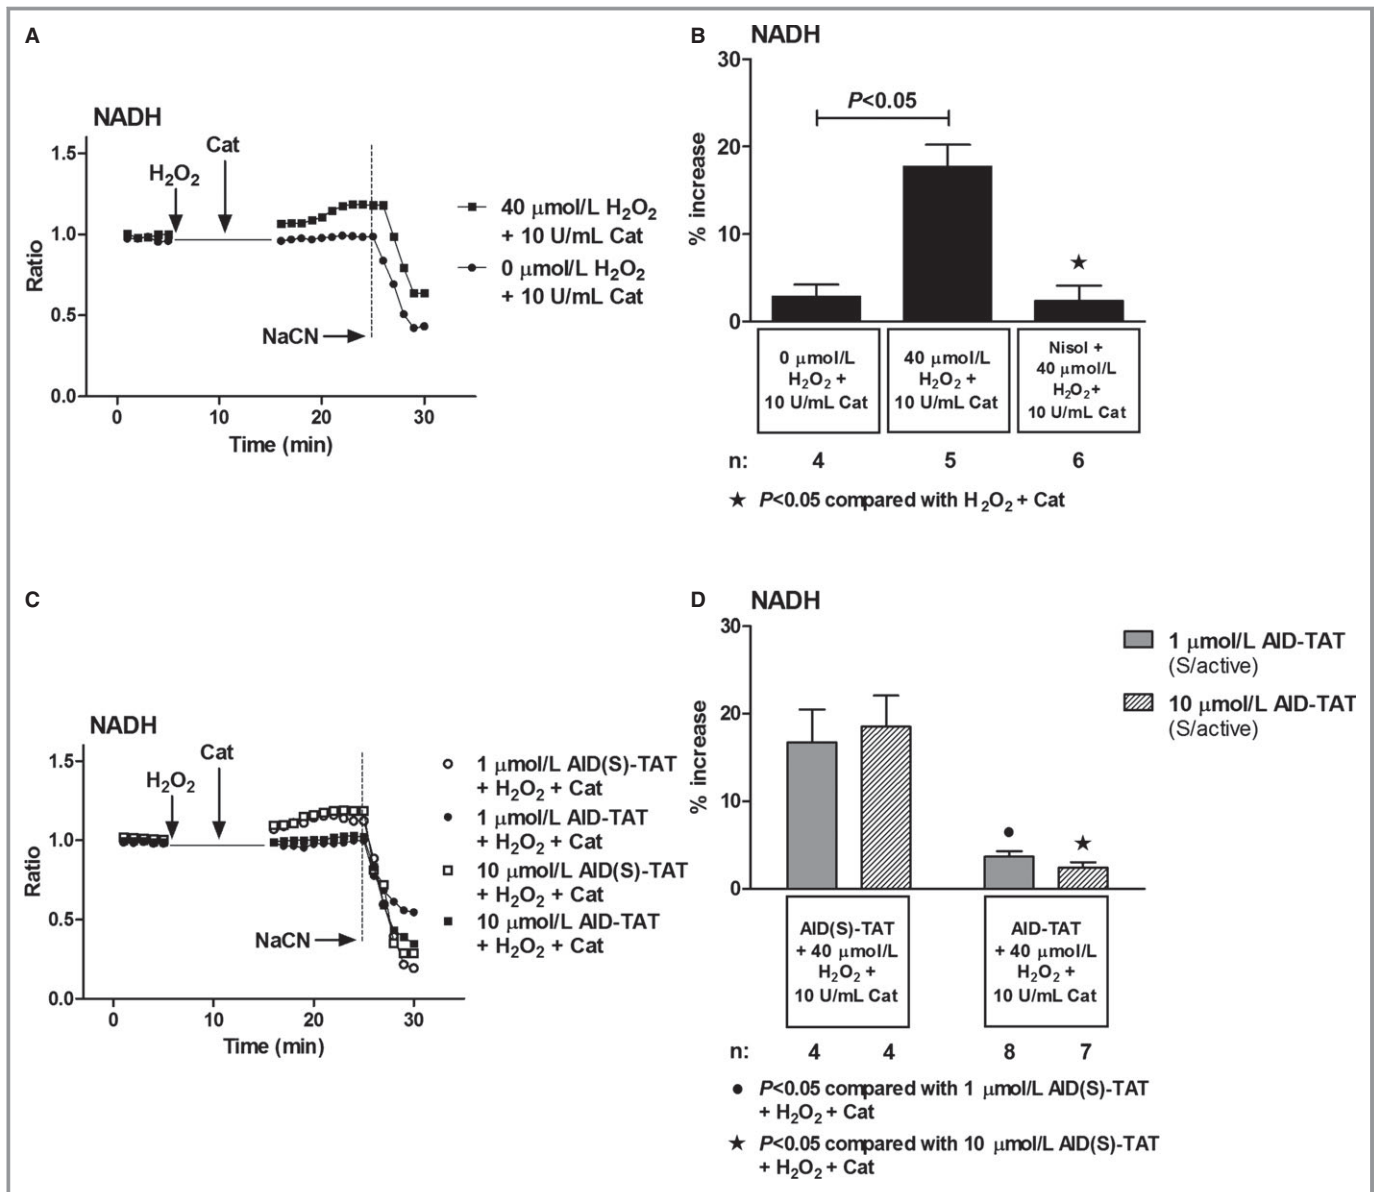 A
NADH
1.5
1.0
0.5
0.0
Ratio
H₂O₂
Cat
NaCN
0
10
20
30
Time (min)
40 μmol/L H₂O₂
+ 10 U/mL Cat
0 μmol/L H₂O₂
+ 10 U/mL Cat
B
NADH
30
20
10
0
% increase
P<0.05
★
0 μmol/L
H₂O₂ +
10 U/mL Cat
40 μmol/L
H₂O₂ +
10 U/mL Cat
Nisol +
40 μmol/L
H₂O₂+
10 U/mL Cat
n: 4 5 6
★ P<0.05 compared with H₂O₂ + Cat
C
NADH
1.5
1.0
0.5
0.0
Ratio
H₂O₂
Cat
NaCN
0
10
20
30
Time (min)
1 μmol/L AID(S)-TAT
+ H₂O₂ + Cat
1 μmol/L AID-TAT
+ H₂O₂ + Cat
10 μmol/L AID(S)-TAT
+ H₂O₂ + Cat
10 μmol/L AID-TAT
+ H₂O₂ + Cat
D
NADH
30
20
10
0
% increase
●
★
1 μmol/L AID-TAT
(S/active)
10 μmol/L AID-TAT
(S/active)
AID(S)-TAT
+ 40 μmol/L
H₂O₂ +
10 U/mL Cat
AID-TAT
+ 40 μmol/L
H₂O₂ +
10 U/mL Cat
n: 4 4 8 7
● P<0.05 compared with 1 μmol/L AID(S)-TAT
+ H₂O₂ + Cat
★ P<0.05 compared with 10 μmol/L AID(S)-TAT
+ H₂O₂ + Cat